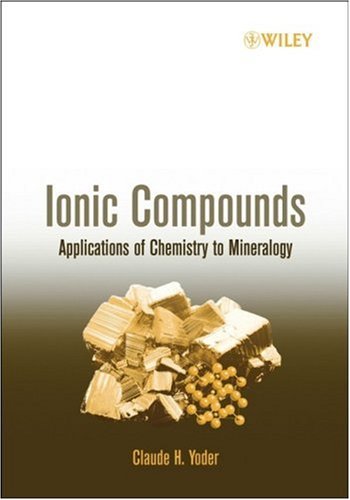 WILEY
Ionic Compounds
Applications of Chemistry to Mineralogy
Claude H. Yoder